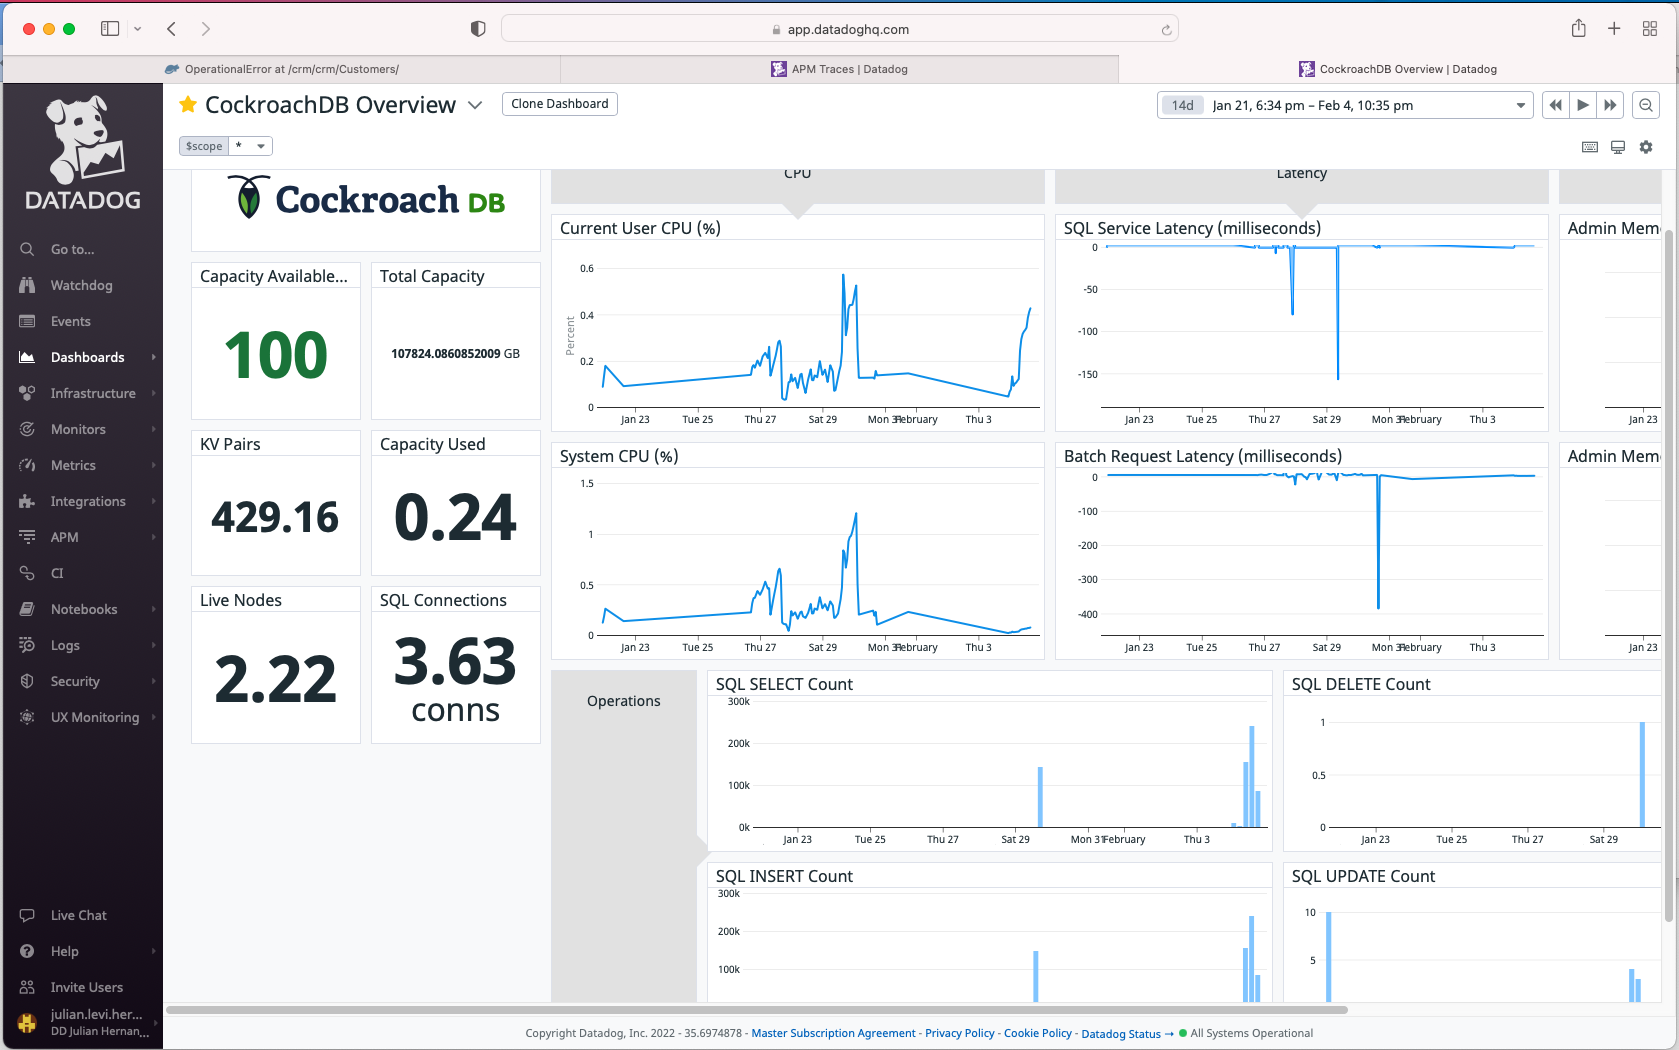 app.datadoghq.com
OperationalError at /crm/crm/Customers/
APM Traces | Datadog
CockroachDB Overview | Datadog
DATADOG
Go to...
Watchdog
Events
Dashboards
Infrastructure
Monitors
Metrics
Integrations
APM
CI
Notebooks
Logs
Security
UX Monitoring
Live Chat
Help
Invite Users
julian.levi.her...
DD Julian Hernan...
CockroachDB Overview
Clone Dashboard
14d Jan 21, 6:34 pm – Feb 4, 10:35 pm
$scope *
Cockroach DB
Capacity Available...
100
Total Capacity
107824.0860852009 GB
KV Pairs
429.16
Capacity Used
0.24
Live Nodes
2.22
SQL Connections
3.63
conns
CPU
Current User CPU (%)
Percent
0.6
0.4
0.2
0
Jan 23 Tue 25 Thu 27 Sat 29 Mon 31 February Thu 3
System CPU (%)
1.5
1
0.5
0
Jan 23 Tue 25 Thu 27 Sat 29 Mon 31 February Thu 3
Latency
SQL Service Latency (milliseconds)
0
-50
-100
-150
Jan 23 Tue 25 Thu 27 Sat 29 Mon 31 February Thu 3
Batch Request Latency (milliseconds)
0
-100
-200
-300
-400
Jan 23 Tue 25 Thu 27 Sat 29 Mon 31 February Thu 3
Admin Mem
Jan 23
Admin Mem
Jan 23
Operations
SQL SELECT Count
300k
200k
100k
0k
Jan 23 Tue 25 Thu 27 Sat 29 Mon 31 February Thu 3
SQL DELETE Count
1
0.5
0
Jan 23 Tue 25 Thu 27 Sat 29
SQL INSERT Count
300k
200k
100k
SQL UPDATE Count
10
5
Copyright Datadog, Inc. 2022 - 35.6974878 - Master Subscription Agreement - Privacy Policy - Cookie Policy - Datadog Status → All Systems Operational